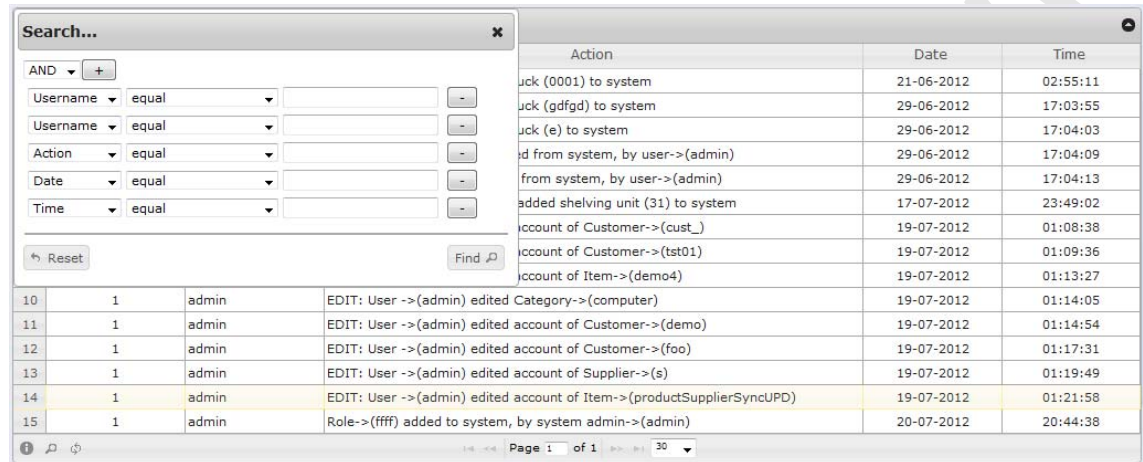 Search...
Action Date Time
AND +
uck (0001) to system 21-06-2012 02:55:11
Username equal -
uck (gdfgd) to system 29-06-2012 17:03:55
Username equal -
uck (e) to system 29-06-2012 17:04:03
Action equal -
ed from system, by user->(admin) 29-06-2012 17:04:09
Date equal -
from system, by user->(admin) 29-06-2012 17:04:13
Time equal -
added shelving unit (31) to system 17-07-2012 23:49:02
ccount of Customer->(cust_) 19-07-2012 01:08:38
Reset Find
ccount of Customer->(tst01) 19-07-2012 01:09:36
ccount of Item->(demo4) 19-07-2012 01:13:27
10 1 admin EDIT: User ->(admin) edited Category->(computer) 19-07-2012 01:14:05
11 1 admin EDIT: User ->(admin) edited account of Customer->(demo) 19-07-2012 01:14:54
12 1 admin EDIT: User ->(admin) edited account of Customer->(foo) 19-07-2012 01:17:31
13 1 admin EDIT: User ->(admin) edited account of Supplier->(s) 19-07-2012 01:19:49
14 1 admin EDIT: User ->(admin) edited account of Item->(productSupplierSyncUPD) 19-07-2012 01:21:58
15 1 admin Role->(ffff) added to system, by system admin->(admin) 20-07-2012 20:44:38
Page 1 of 1 30